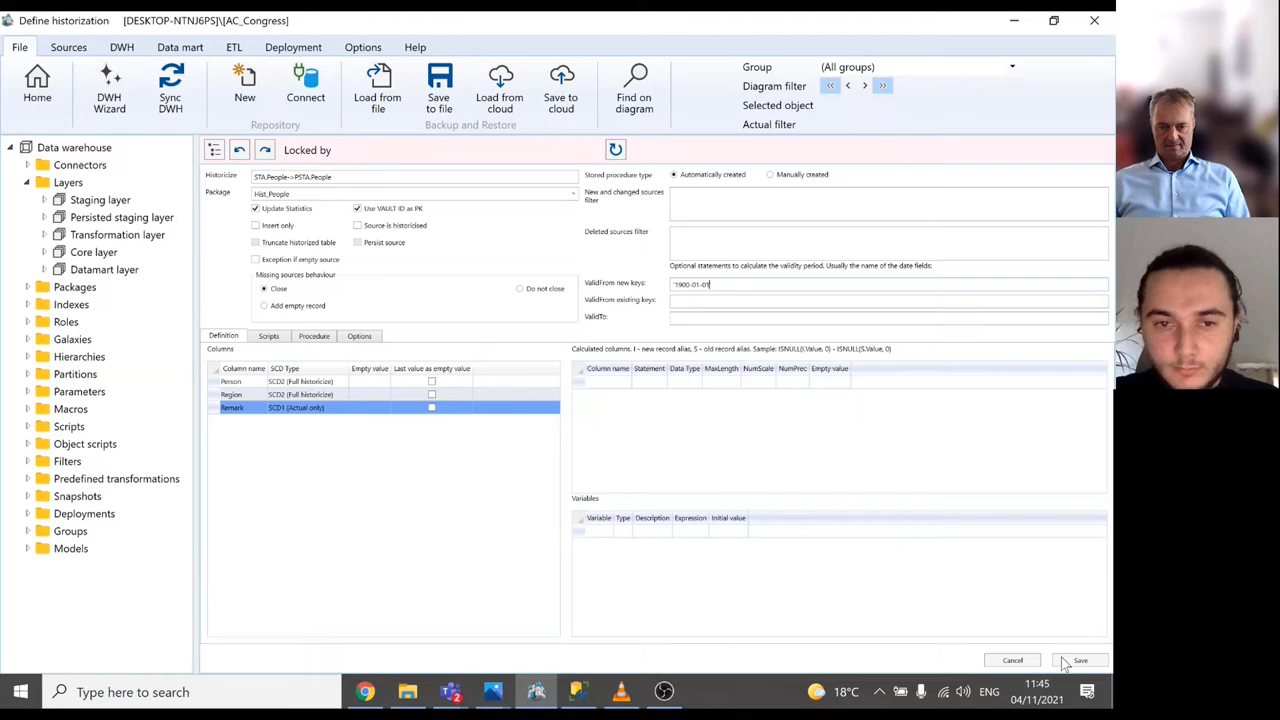 Define historization [DESKTOP-NTNJ6PS]\[AC_Congress]
File Sources DWH Data mart ETL Deployment Options Help
Home
DWH Wizard
Sync DWH
New
Connect
Load from file
Save to file
Load from cloud
Save to cloud
Find on diagram
Repository
Backup and Restore
Group (All groups)
Diagram filter
Selected object
Actual filter
Data warehouse
Connectors
Layers
Staging layer
Persisted staging layer
Transformation layer
Core layer
Datamart layer
Packages
Indexes
Roles
Galaxies
Hierarchies
Partitions
Parameters
Macros
Scripts
Object scripts
Filters
Predefined transformations
Snapshots
Deployments
Groups
Models
Locked by
Historicize STA.People->PSTA.People
Package Hist_People
Update Statistics Use VAULT ID as PK
Insert only Source is historicised
Truncate historized table Persist source
Exception if empty source
Missing sources behaviour
Close Do not close
Add empty record
Stored procedure type Automatically created Manually created
New and changed sources filter
Deleted sources filter
Optional statements to calculate the validity period. Usually the name of the date fields:
ValidFrom new keys: '1900-01-01'
ValidFrom existing keys:
ValidTo:
Definition Scripts Procedure Options
Columns
Column name SCD Type Empty value Last value as empty value
Person SCD2 (Full historicize)
Region SCD2 (Full historicize)
Remark SCD1 (Actual only)
Calculated columns. I - new record alias, S - old record alias. Sample: ISNULL(I.Value, 0) - ISNULL(S.Value, 0)
Column name Statement Data Type MaxLength NumScale NumPrec Empty value
Variables
Variable Type Description Expression Initial value
Cancel Save
Type here to search
18°C
ENG
11:45
04/11/2021